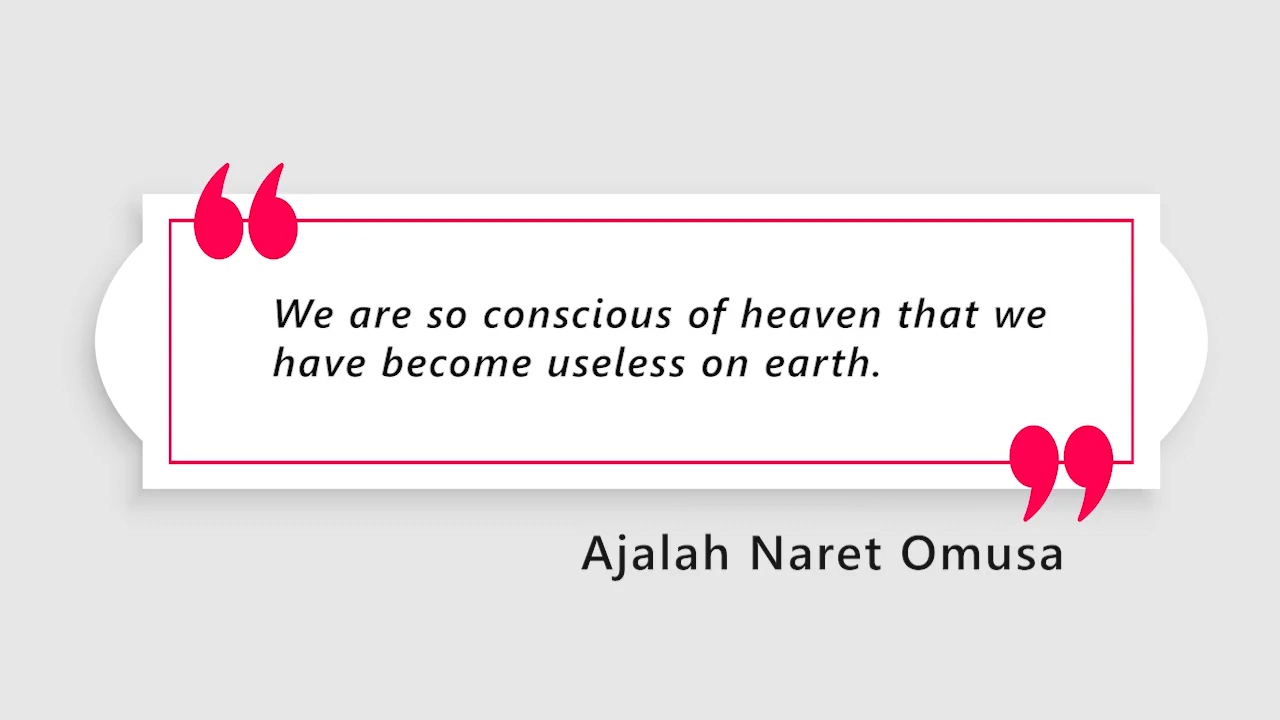 We are so conscious of heaven that we
have become useless on earth.
Ajalah Naret Omusa